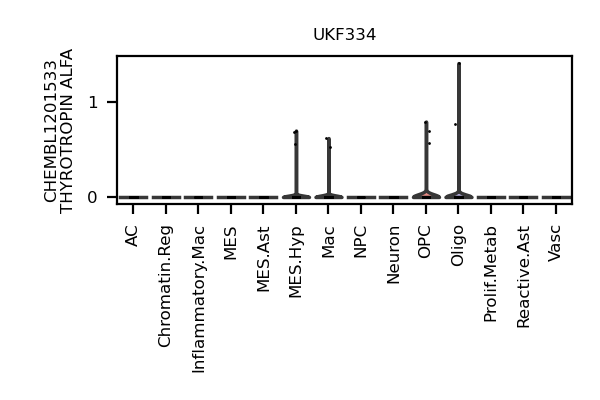 UKF334
CHEMBL1201533
THYROTROPIN ALFA
1
0
AC
Chromatin.Reg
Inflammatory.Mac
MES
MES.Ast
MES.Hyp
Mac
NPC
Neuron
OPC
Oligo
Prolif.Metab
Reactive.Ast
Vasc